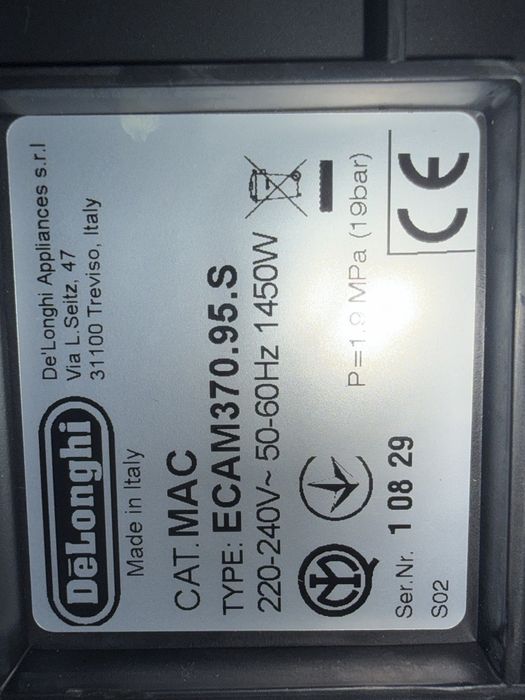 DēLonghi
De'Longhi Appliances s.r.l
Via L.Seitz, 47
31100 Treviso, Italy
Made in Italy
CAT. MAC
TYPE: ECAM370.95.S
220-240V~ 50-60Hz 1450W
P=1.9 MPa (19bar)
CE
Ser.Nr. 1 08 29
S02